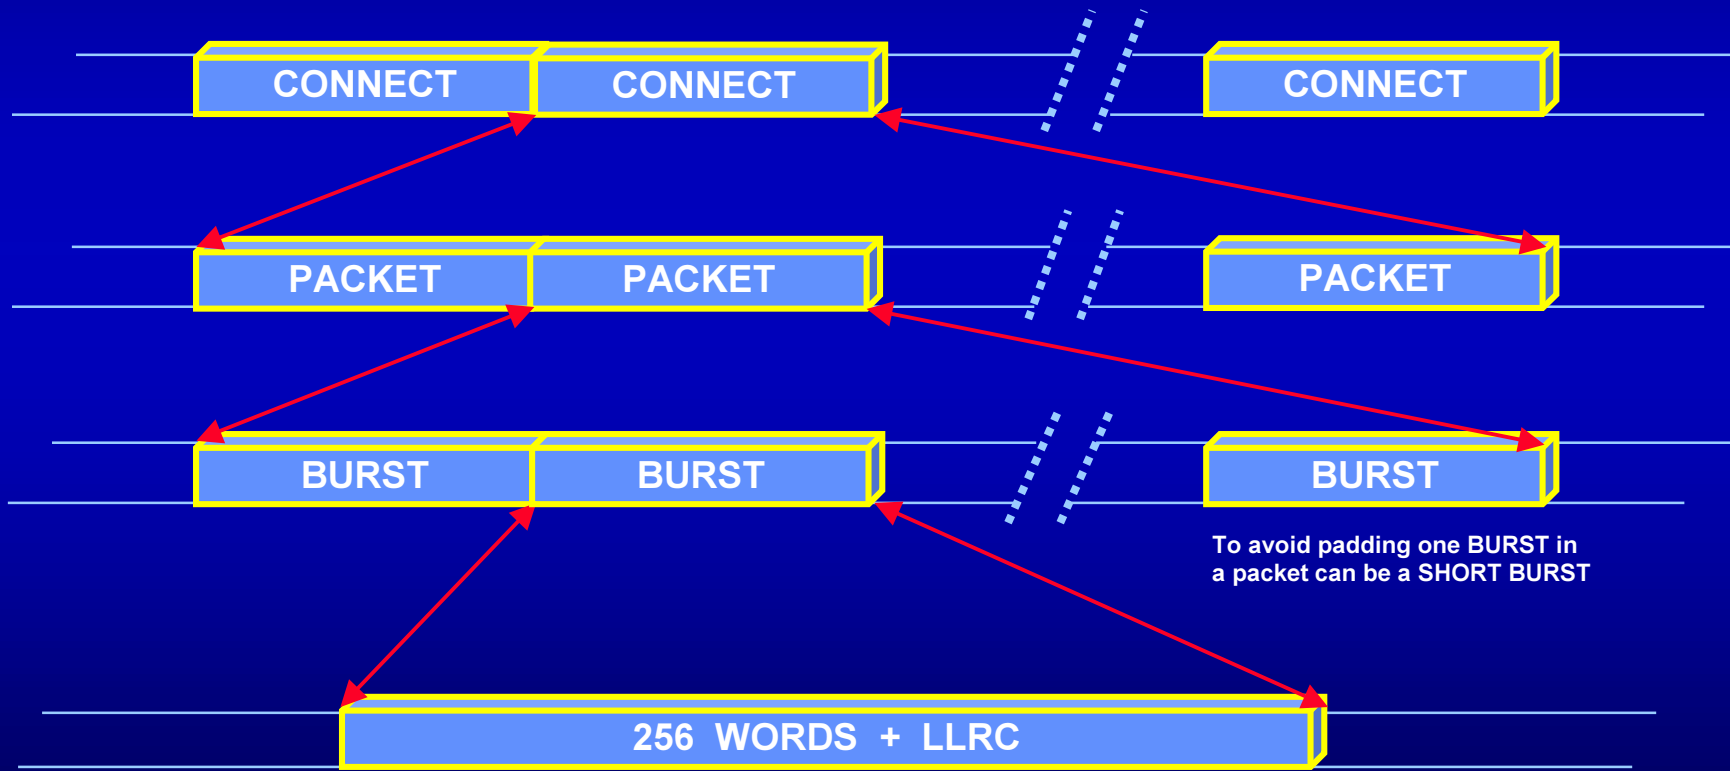 CONNECT CONNECT CONNECT
PACKET PACKET PACKET
BURST BURST BURST
To avoid padding one BURST in
a packet can be a SHORT BURST
256 WORDS + LLRC